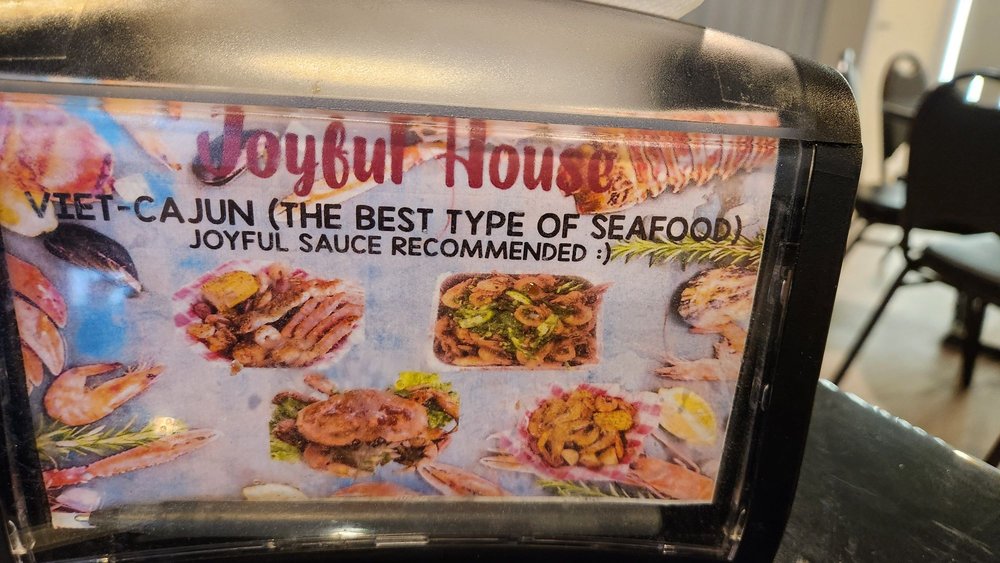 Joyful House
VIET-CAJUN (THE BEST TYPE OF SEAFOOD)
JOYFUL SAUCE RECOMMENDED :)